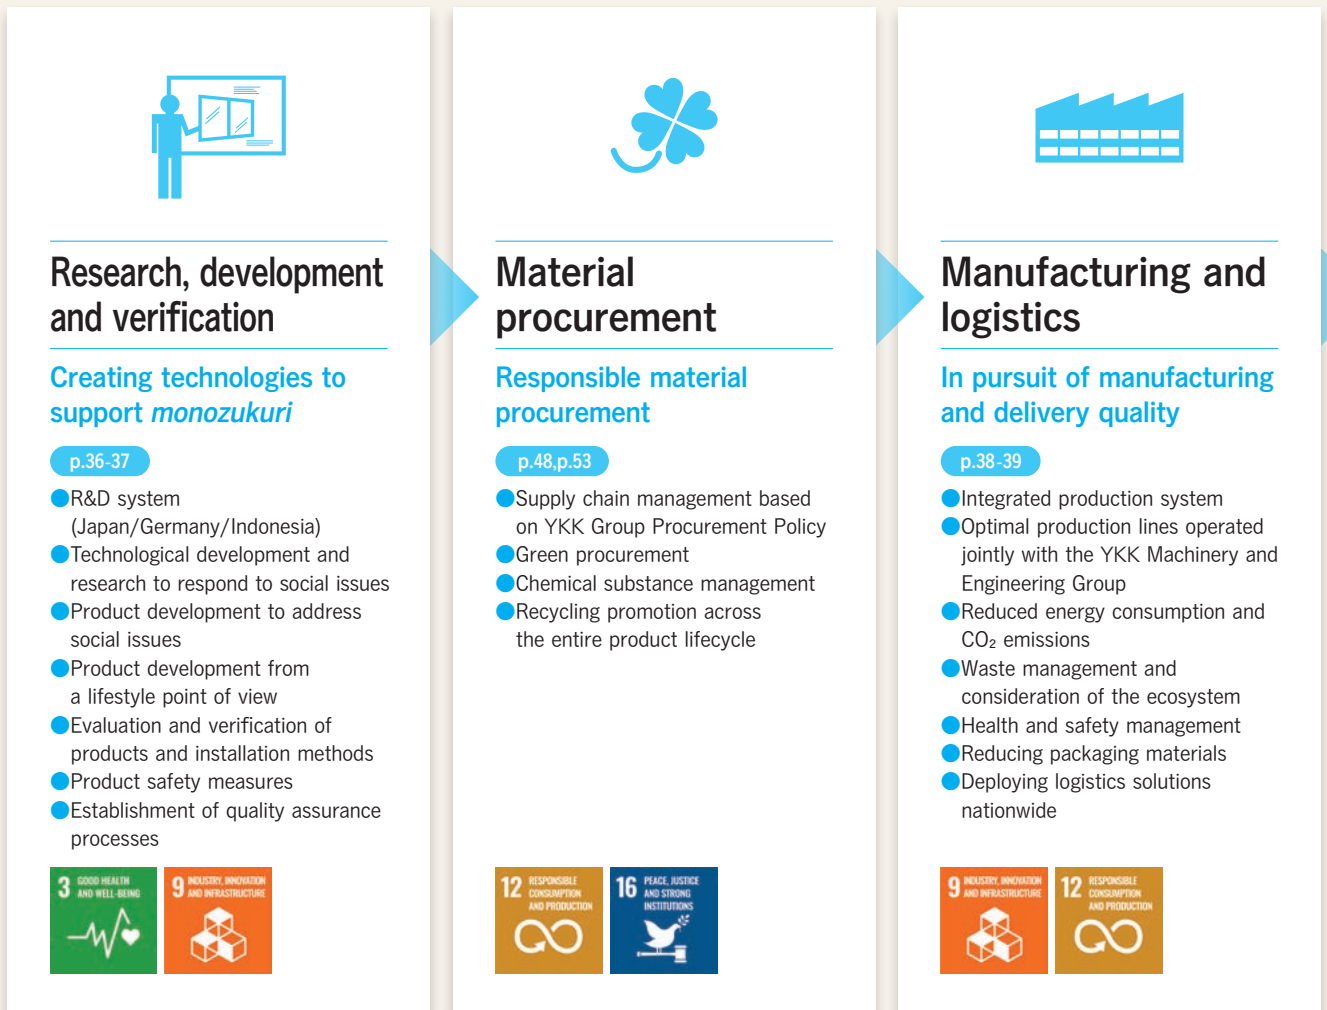 Research, development
and verification
Creating technologies to
support monozukuri
p.36-37
●R&D system
(Japan/Germany/Indonesia)
●Technological development and
research to respond to social issues
●Product development to address
social issues
●Product development from
a lifestyle point of view
●Evaluation and verification of
products and installation methods
●Product safety measures
●Establishment of quality assurance
processes
3 GOOD HEALTH
AND WELL-BEING
9 INDUSTRY, INNOVATION
AND INFRASTRUCTURE
Material
procurement
Responsible material
procurement
p.48,p.53
●Supply chain management based
on YKK Group Procurement Policy
●Green procurement
●Chemical substance management
●Recycling promotion across
the entire product lifecycle
12 RESPONSIBLE
CONSUMPTION
AND PRODUCTION
16 PEACE, JUSTICE
AND STRONG
INSTITUTIONS
Manufacturing and
logistics
In pursuit of manufacturing
and delivery quality
p.38-39
●Integrated production system
●Optimal production lines operated
jointly with the YKK Machinery and
Engineering Group
●Reduced energy consumption and
CO₂ emissions
●Waste management and
consideration of the ecosystem
●Health and safety management
●Reducing packaging materials
●Deploying logistics solutions
nationwide
9 INDUSTRY, INNOVATION
AND INFRASTRUCTURE
12 RESPONSIBLE
CONSUMPTION
AND PRODUCTION